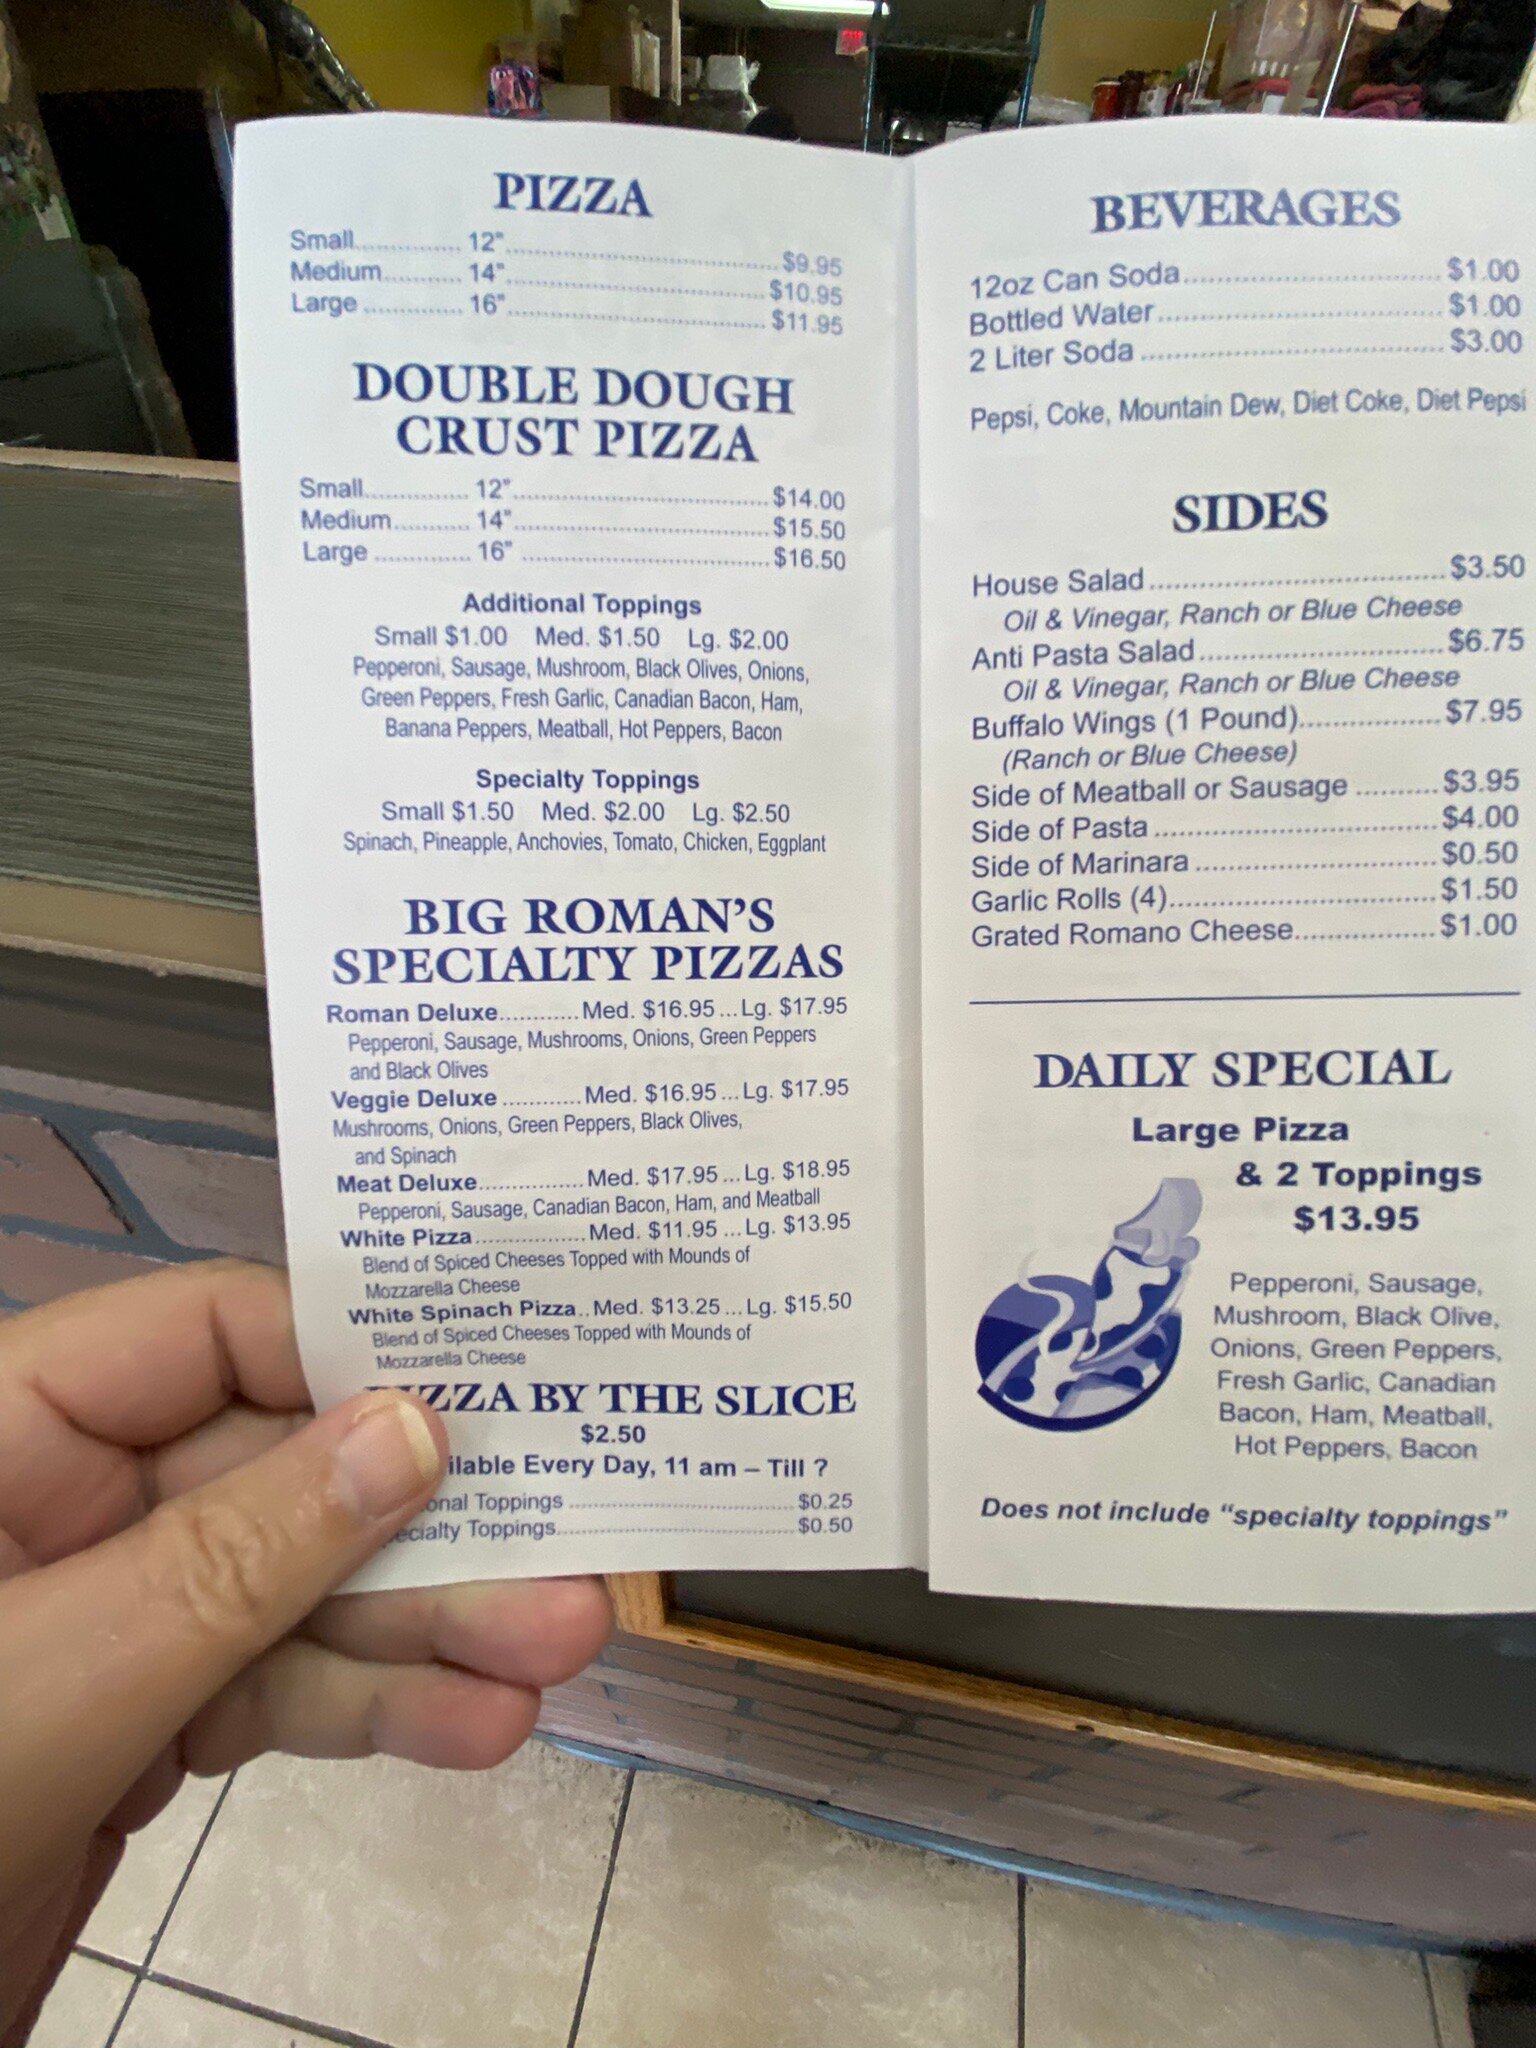 EXIT
PIZZA
Small................ 12"..........................................$9.95
Medium........... 14"........................................$10.95
Large ............... 16"........................................$11.95
DOUBLE DOUGH
CRUST PIZZA
Small................ 12"........................................$14.00
Medium........... 14"........................................$15.50
Large ............... 16" .......................................$16.50
Additional Toppings
Small $1.00 Med. $1.50 Lg. $2.00
Pepperoni, Sausage, Mushroom, Black Olives, Onions,
Green Peppers, Fresh Garlic, Canadian Bacon, Ham,
Banana Peppers, Meatball, Hot Peppers, Bacon
Specialty Toppings
Small $1.50 Med. $2.00 Lg. $2.50
Spinach, Pineapple, Anchovies, Tomato, Chicken, Eggplant
BIG ROMAN'S
SPECIALTY PIZZAS
Roman Deluxe............Med. $16.95...Lg. $17.95
Pepperoni, Sausage, Mushrooms, Onions, Green Peppers
and Black Olives
Veggie Deluxe ............Med. $16.95...Lg. $17.95
Mushrooms, Onions, Green Peppers, Black Olives,
and Spinach
Meat Deluxe................Med. $17.95...Lg. $18.95
Pepperoni, Sausage, Canadian Bacon, Ham, and Meatball
White Pizza.................Med. $11.95 ...Lg. $13.95
Blend of Spiced Cheeses Topped with Mounds of
Mozzarella Cheese
White Spinach Pizza..Med. $13.25...Lg. $15.50
Blend of Spiced Cheeses Topped with Mounds of
Mozzarella Cheese
PIZZA BY THE SLICE
$2.50
ilable Every Day, 11 am – Till ?
onal Toppings ....................................$0.25
ecialty Toppings......................................$0.50
BEVERAGES
12oz Can Soda...................................$1.00
Bottled Water......................................$1.00
2 Liter Soda ........................................$3.00
Pepsi, Coke, Mountain Dew, Diet Coke, Diet Pepsi
SIDES
House Salad........................................$3.50
Oil & Vinegar, Ranch or Blue Cheese
Anti Pasta Salad.................................$6.75
Oil & Vinegar, Ranch or Blue Cheese
Buffalo Wings (1 Pound)...................$7.95
(Ranch or Blue Cheese)
Side of Meatball or Sausage ..........$3.95
Side of Pasta ......................................$4.00
Side of Marinara ................................$0.50
Garlic Rolls (4)....................................$1.50
Grated Romano Cheese...................$1.00
DAILY SPECIAL
Large Pizza
& 2 Toppings
$13.95
Pepperoni, Sausage,
Mushroom, Black Olive,
Onions, Green Peppers,
Fresh Garlic, Canadian
Bacon, Ham, Meatball,
Hot Peppers, Bacon
Does not include "specialty toppings"